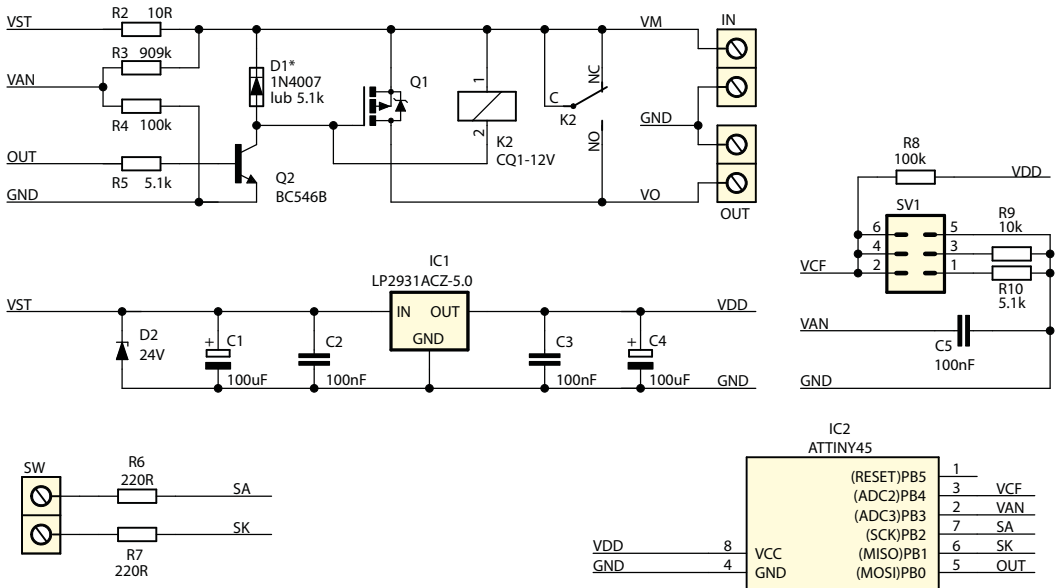 VST
R2 10R
VM
IN
R3 909k
VAN
R4 100k
D1*
1N4007
lub 5.1k
Q1
1
2
K2
CQ1-12V
C
K2
NC
NO
GND
OUT
R5 5.1k
Q2
BC546B
GND
VO
OUT
R8
100k
VDD
SV1
6
4
2
5
3
1
R9
10k
R10
5.1k
VCF
VAN
C5
100nF
GND
IC1
LP2931ACZ-5.0
VST
IN OUT
GND
VDD
D2
24V
+ C1
100uF
C2
100nF
C3
100nF
+ C4
100uF
GND
SW
R6
220R
SA
SK
R7
220R
IC2
ATTINY45
(RESET)PB5 1
(ADC2)PB4 3 VCF
(ADC3)PB3 2 VAN
(SCK)PB2 7 SA
VDD 8 VCC (MISO)PB1 6 SK
GND 4 GND (MOSI)PB0 5 OUT